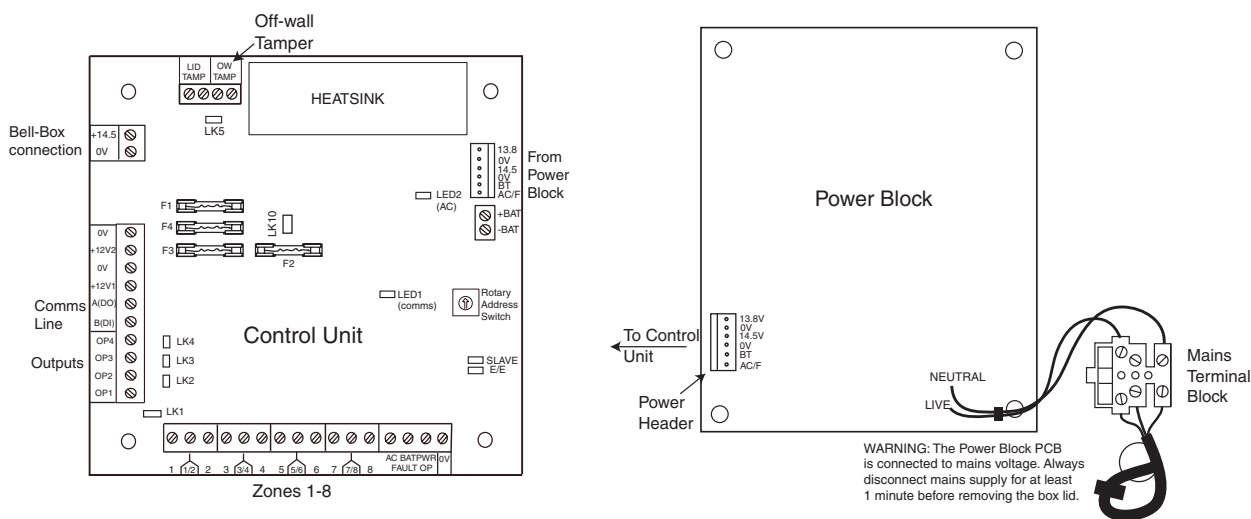 Off-wall
Tamper
LID
TAMP
OW
TAMP
HEATSINK
LK5
Bell-Box
connection
+14.5
0V
13.8
0V
14.5
0V
BT
AC/F
From
Power
Block
LED2
(AC)
+BAT
-BAT
F1
F4
F3
LK10
F2
0V
+12V2
0V
+12V1
A(DO)
B(DI)
OP4
OP3
OP2
OP1
Comms
Line
Outputs
LED1
(comms)
Rotary
Address
Switch
Control Unit
LK4
LK3
LK2
SLAVE
E/E
LK1
AC BATPWR 0V
FAULT OP
1 1/2 2 3 3/4 4 5 5/6 6 7 7/8 8
Zones 1-8
Power Block
13.8V
0V
14.5V
0V
BT
AC/F
To Control
Unit
Power
Header
NEUTRAL
LIVE
Mains
Terminal
Block
WARNING: The Power Block PCB
is connected to mains voltage. Always
disconnect mains supply for at least
1 minute before removing the box lid.